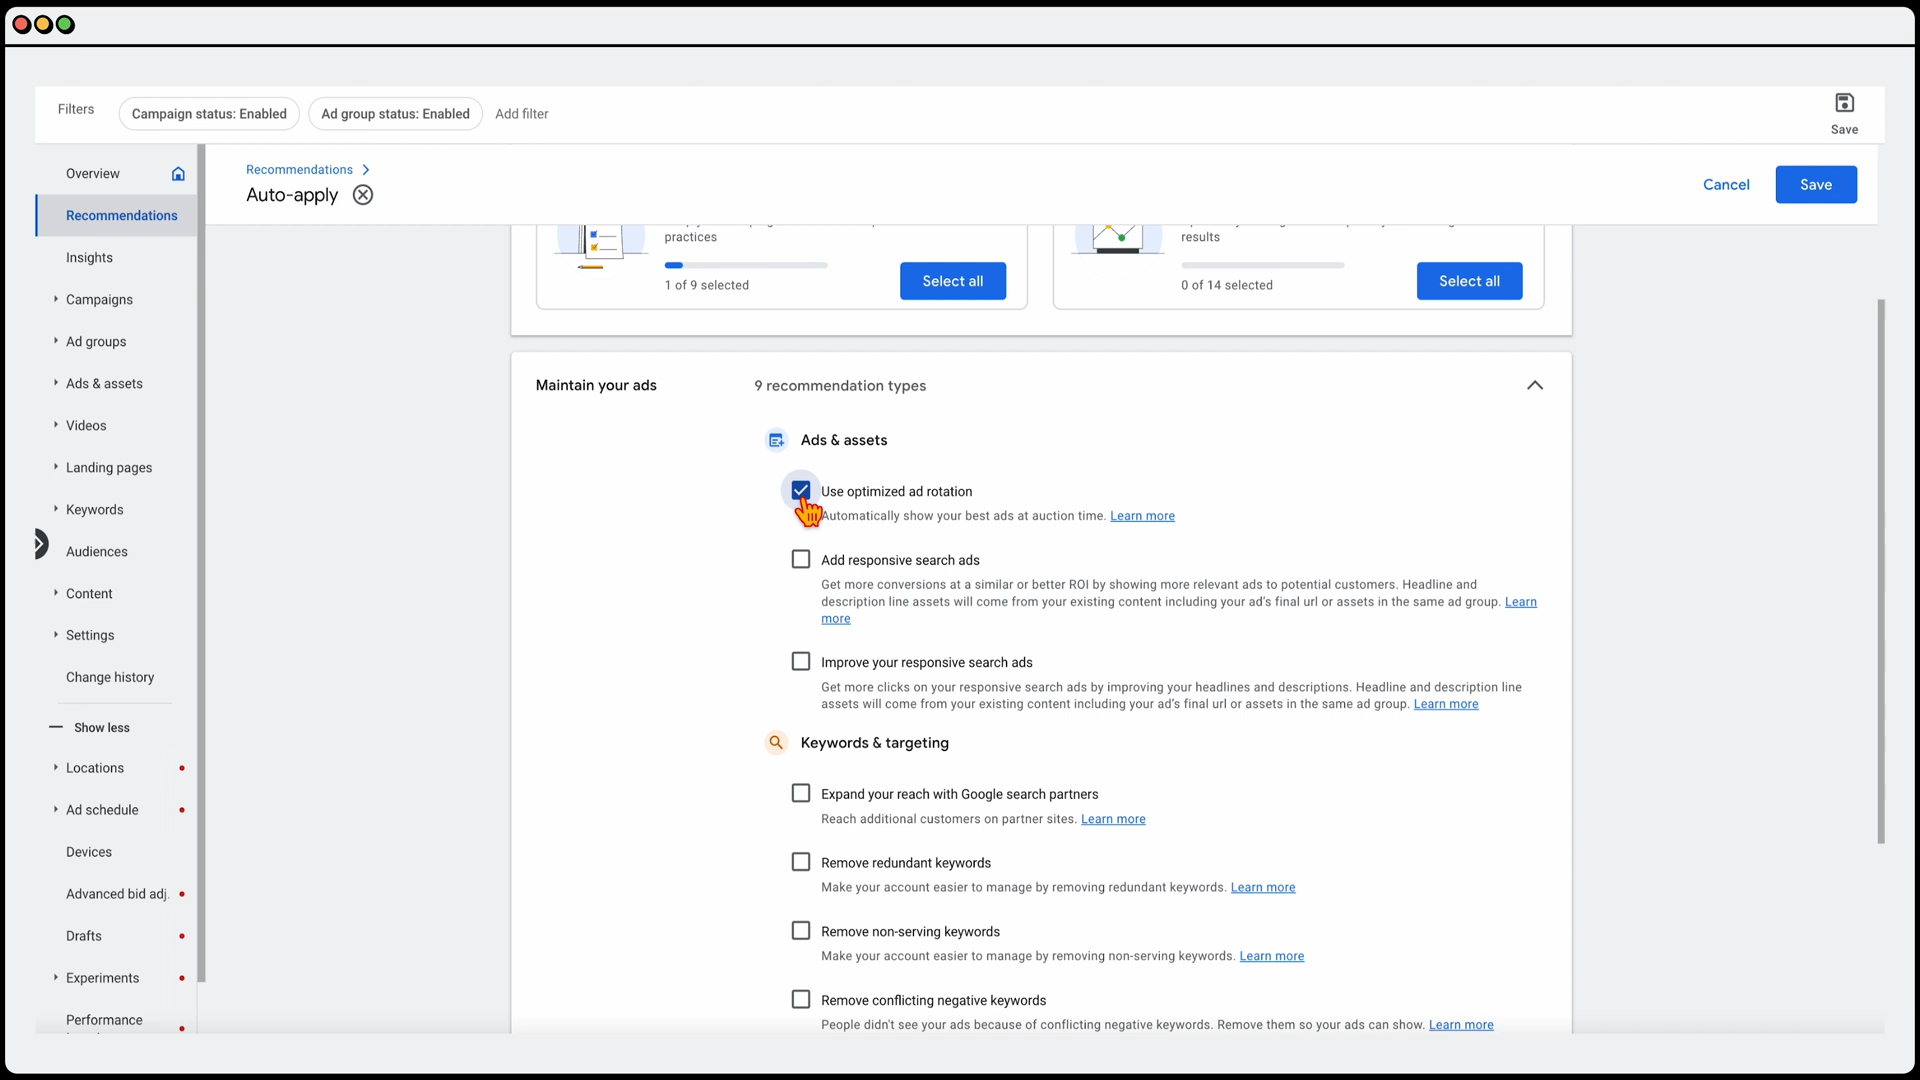 Filters
Campaign status: Enabled
Ad group status: Enabled
Add filter
Save
Overview
Recommendations
Insights
Campaigns
Ad groups
Ads & assets
Videos
Landing pages
Keywords
Audiences
Content
Settings
Change history
Show less
Locations
Ad schedule
Devices
Advanced bid adj.
Drafts
Experiments
Performance
Recommendations
Auto-apply
Cancel
Save
practices
1 of 9 selected
Select all
results
0 of 14 selected
Select all
Maintain your ads
9 recommendation types
Ads & assets
Use optimized ad rotation
Automatically show your best ads at auction time. Learn more
Add responsive search ads
Get more conversions at a similar or better ROI by showing more relevant ads to potential customers. Headline and
description line assets will come from your existing content including your ad's final url or assets in the same ad group. Learn
more
Improve your responsive search ads
Get more clicks on your responsive search ads by improving your headlines and descriptions. Headline and description line
assets will come from your existing content including your ad's final url or assets in the same ad group. Learn more
Keywords & targeting
Expand your reach with Google search partners
Reach additional customers on partner sites. Learn more
Remove redundant keywords
Make your account easier to manage by removing redundant keywords. Learn more
Remove non-serving keywords
Make your account easier to manage by removing non-serving keywords. Learn more
Remove conflicting negative keywords
People didn't see your ads because of conflicting negative keywords. Remove them so your ads can show. Learn more